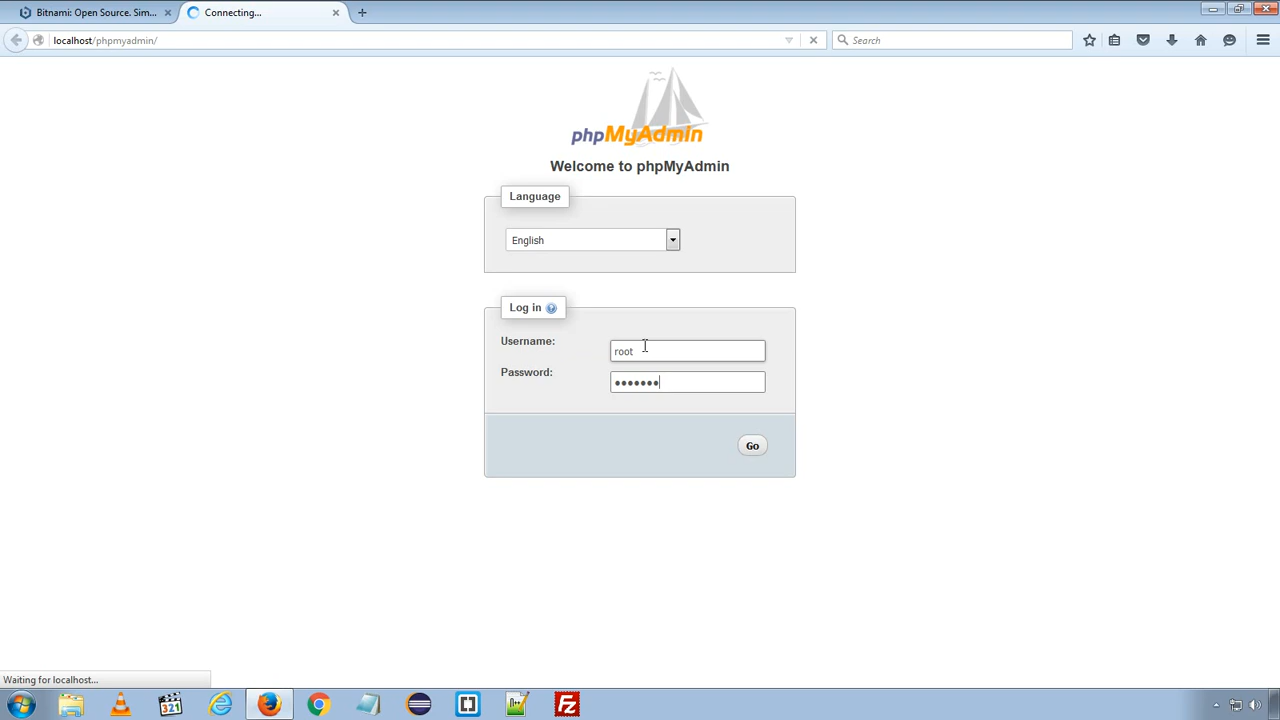 Bitnami: Open Source. Sim...
Connecting...
localhost/phpmyadmin/
Search
phpMyAdmin
Welcome to phpMyAdmin
Language
English
Log in
Username:
root
Password:
Go
Waiting for localhost...
321